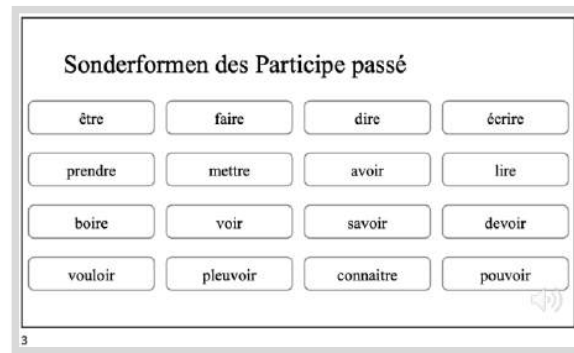 Sonderformen des Participe passé
être faire dire écrire
prendre mettre avoir lire
boire voir savoir devoir
vouloir pleuvoir connaitre pouvoir
3